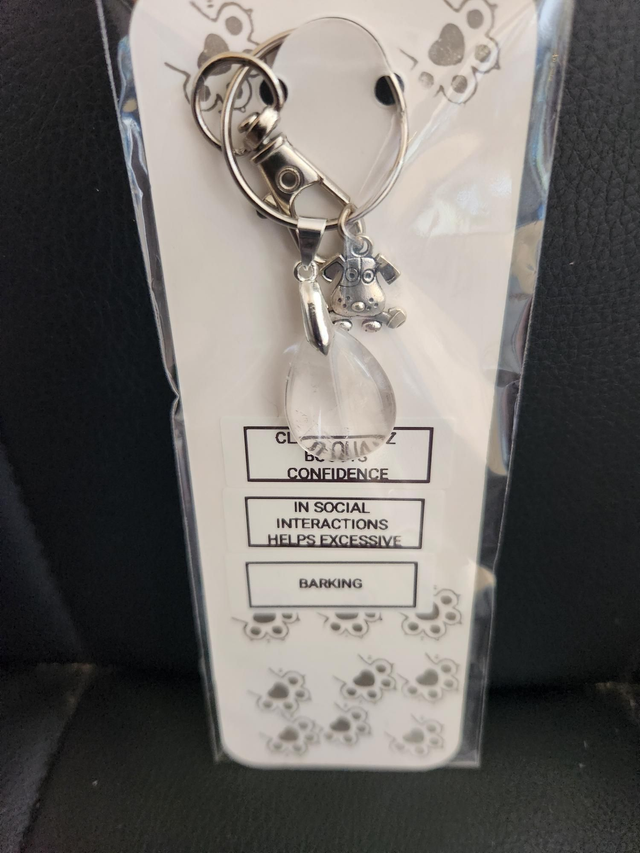 CONFIDENCE
IN SOCIAL
INTERACTIONS
HELPS EXCESSIVE
BARKING